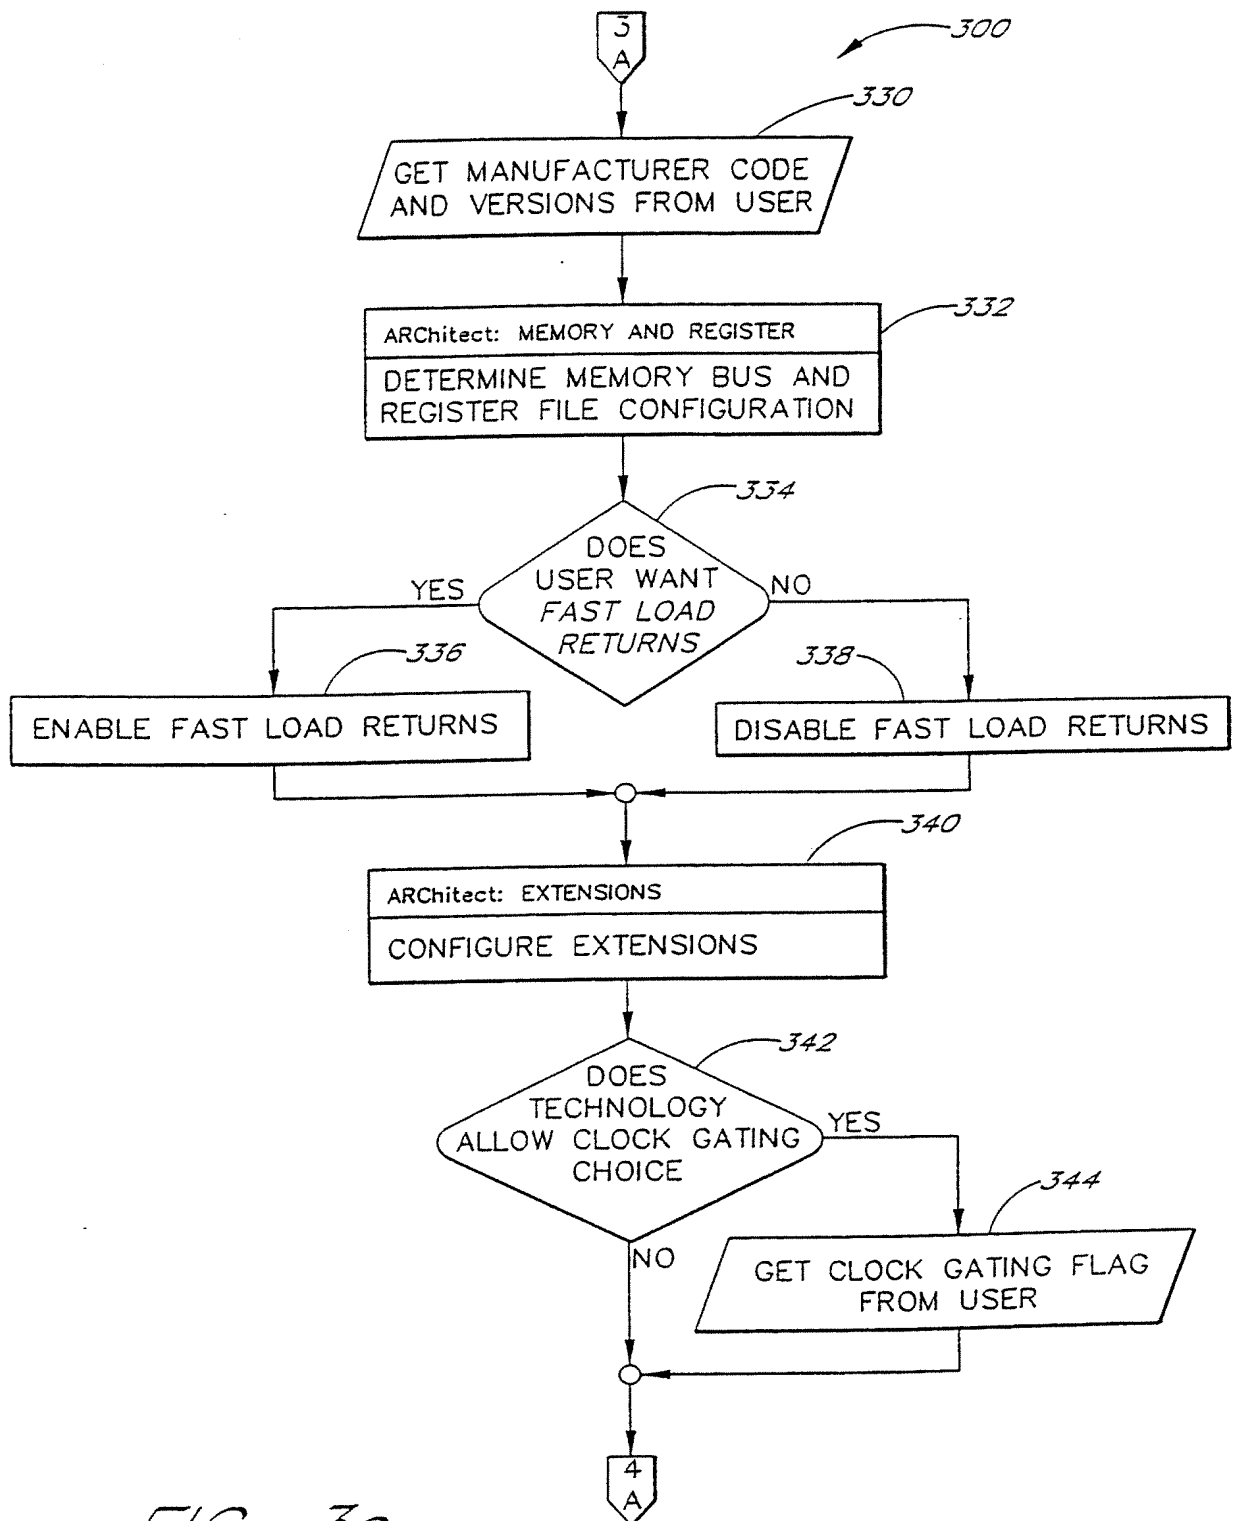 3
A
300
330
GET MANUFACTURER CODE
AND VERSIONS FROM USER
332
ARChitect: MEMORY AND REGISTER
DETERMINE MEMORY BUS AND
REGISTER FILE CONFIGURATION
334
DOES
USER WANT
FAST LOAD
RETURNS
YES
NO
336
338
ENABLE FAST LOAD RETURNS
DISABLE FAST LOAD RETURNS
340
ARChitect: EXTENSIONS
CONFIGURE EXTENSIONS
342
DOES
TECHNOLOGY
ALLOW CLOCK GATING
CHOICE
YES
344
NO
GET CLOCK GATING FLAG
FROM USER
4
A